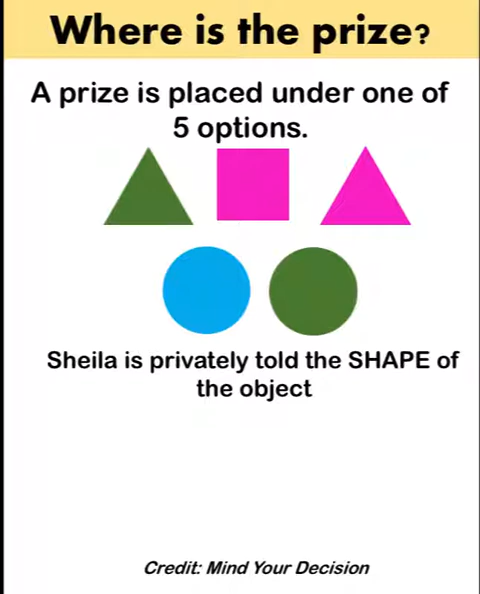 Where is the prize?
A prize is placed under one of
5 options.
Sheila is privately told the SHAPE of
the object
Credit: Mind Your Decision